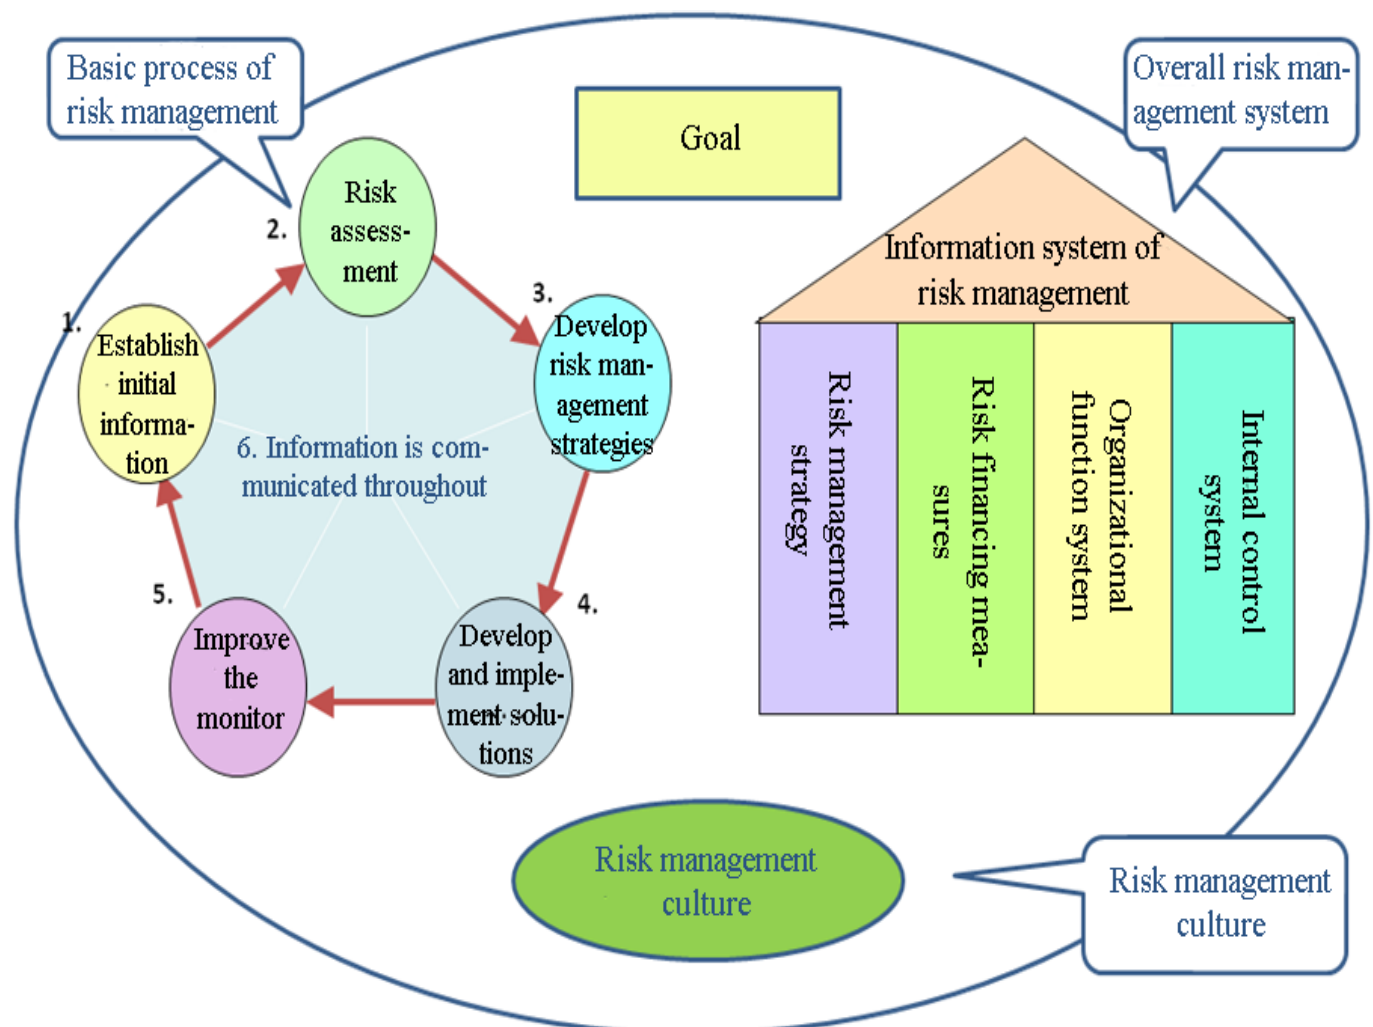 Basic process of
risk management
Goal
Overall risk man-
agement system
2.
Risk
assess-
ment
3.
Develop
risk man-
agement
strategies
1.
Establish
initial
informa-
tion
6. Information is com-
municated throughout
5.
Improve
the
monitor
4.
Develop
and imple-
ment solu-
tions
Information system of
risk management
Risk management
strategy
Risk financing mea-
sures
Organizational
function system
Internal control
system
Risk management
culture
Risk management
culture